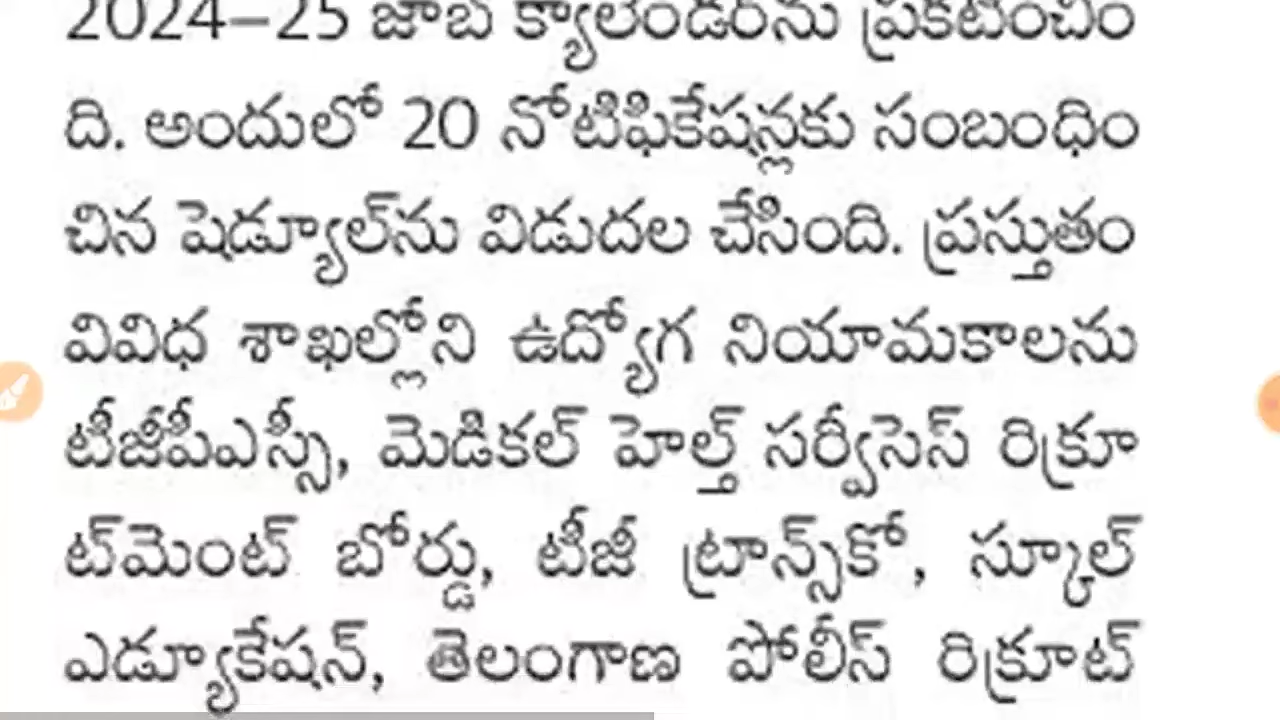 2024–25 జాబ్ క్యాలెండర్‌ను ప్రకటించిం
ది. అందులో 20 నోటిఫికేషన్లకు సంబంధిం
చిన షెడ్యూల్‌ను విడుదల చేసింది. ప్రస్తుతం
వివిధ శాఖల్లోని ఉద్యోగ నియామకాలను
టీజీపీఎస్సీ, మెడికల్ హెల్త్ సర్వీసెస్ రిక్రూ
ట్‌మెంట్ బోర్డు, టీజీ ట్రాన్స్‌కో, స్కూల్
ఎడ్యూకేషన్, తెలంగాణ పోలీస్ రిక్రూట్